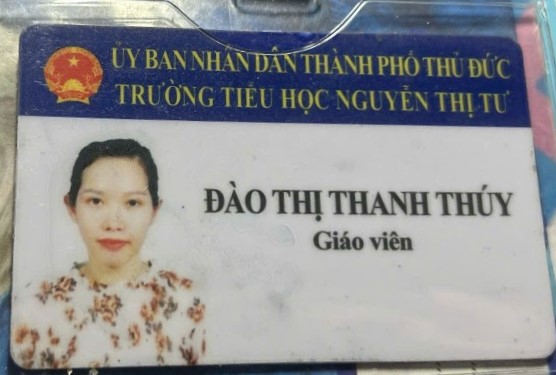 ỦY BAN NHÂN DÂN THÀNH PHỐ THỦ ĐỨC
TRƯỜNG TIỂU HỌC NGUYỄN THỊ TƯ
ĐÀO THỊ THANH THÚY
Giáo viên